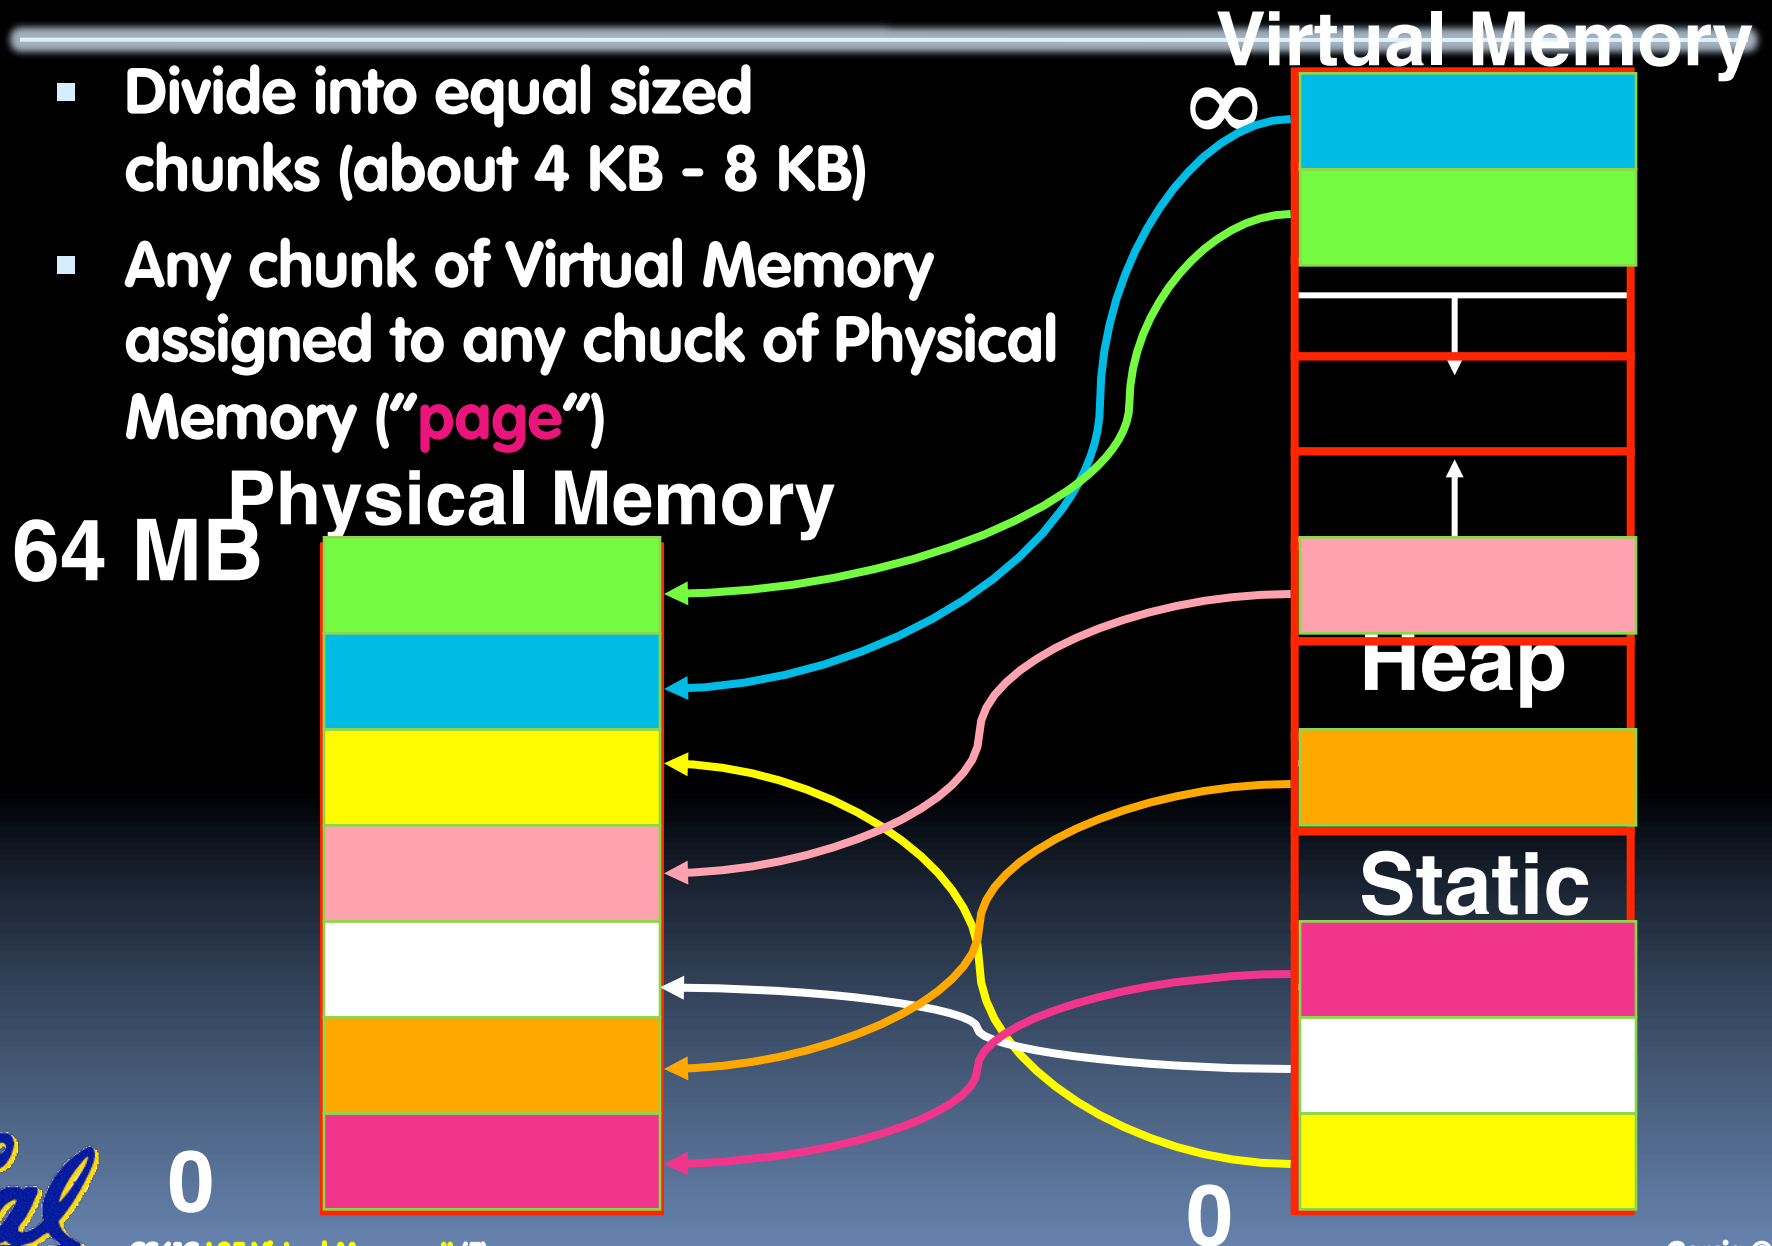 Virtual Memory
▪ Divide into equal sized
chunks (about 4 KB - 8 KB)
∞
▪ Any chunk of Virtual Memory
assigned to any chuck of Physical
Memory (“page”)
Physical Memory
64 MB
Heap
Static
0
0